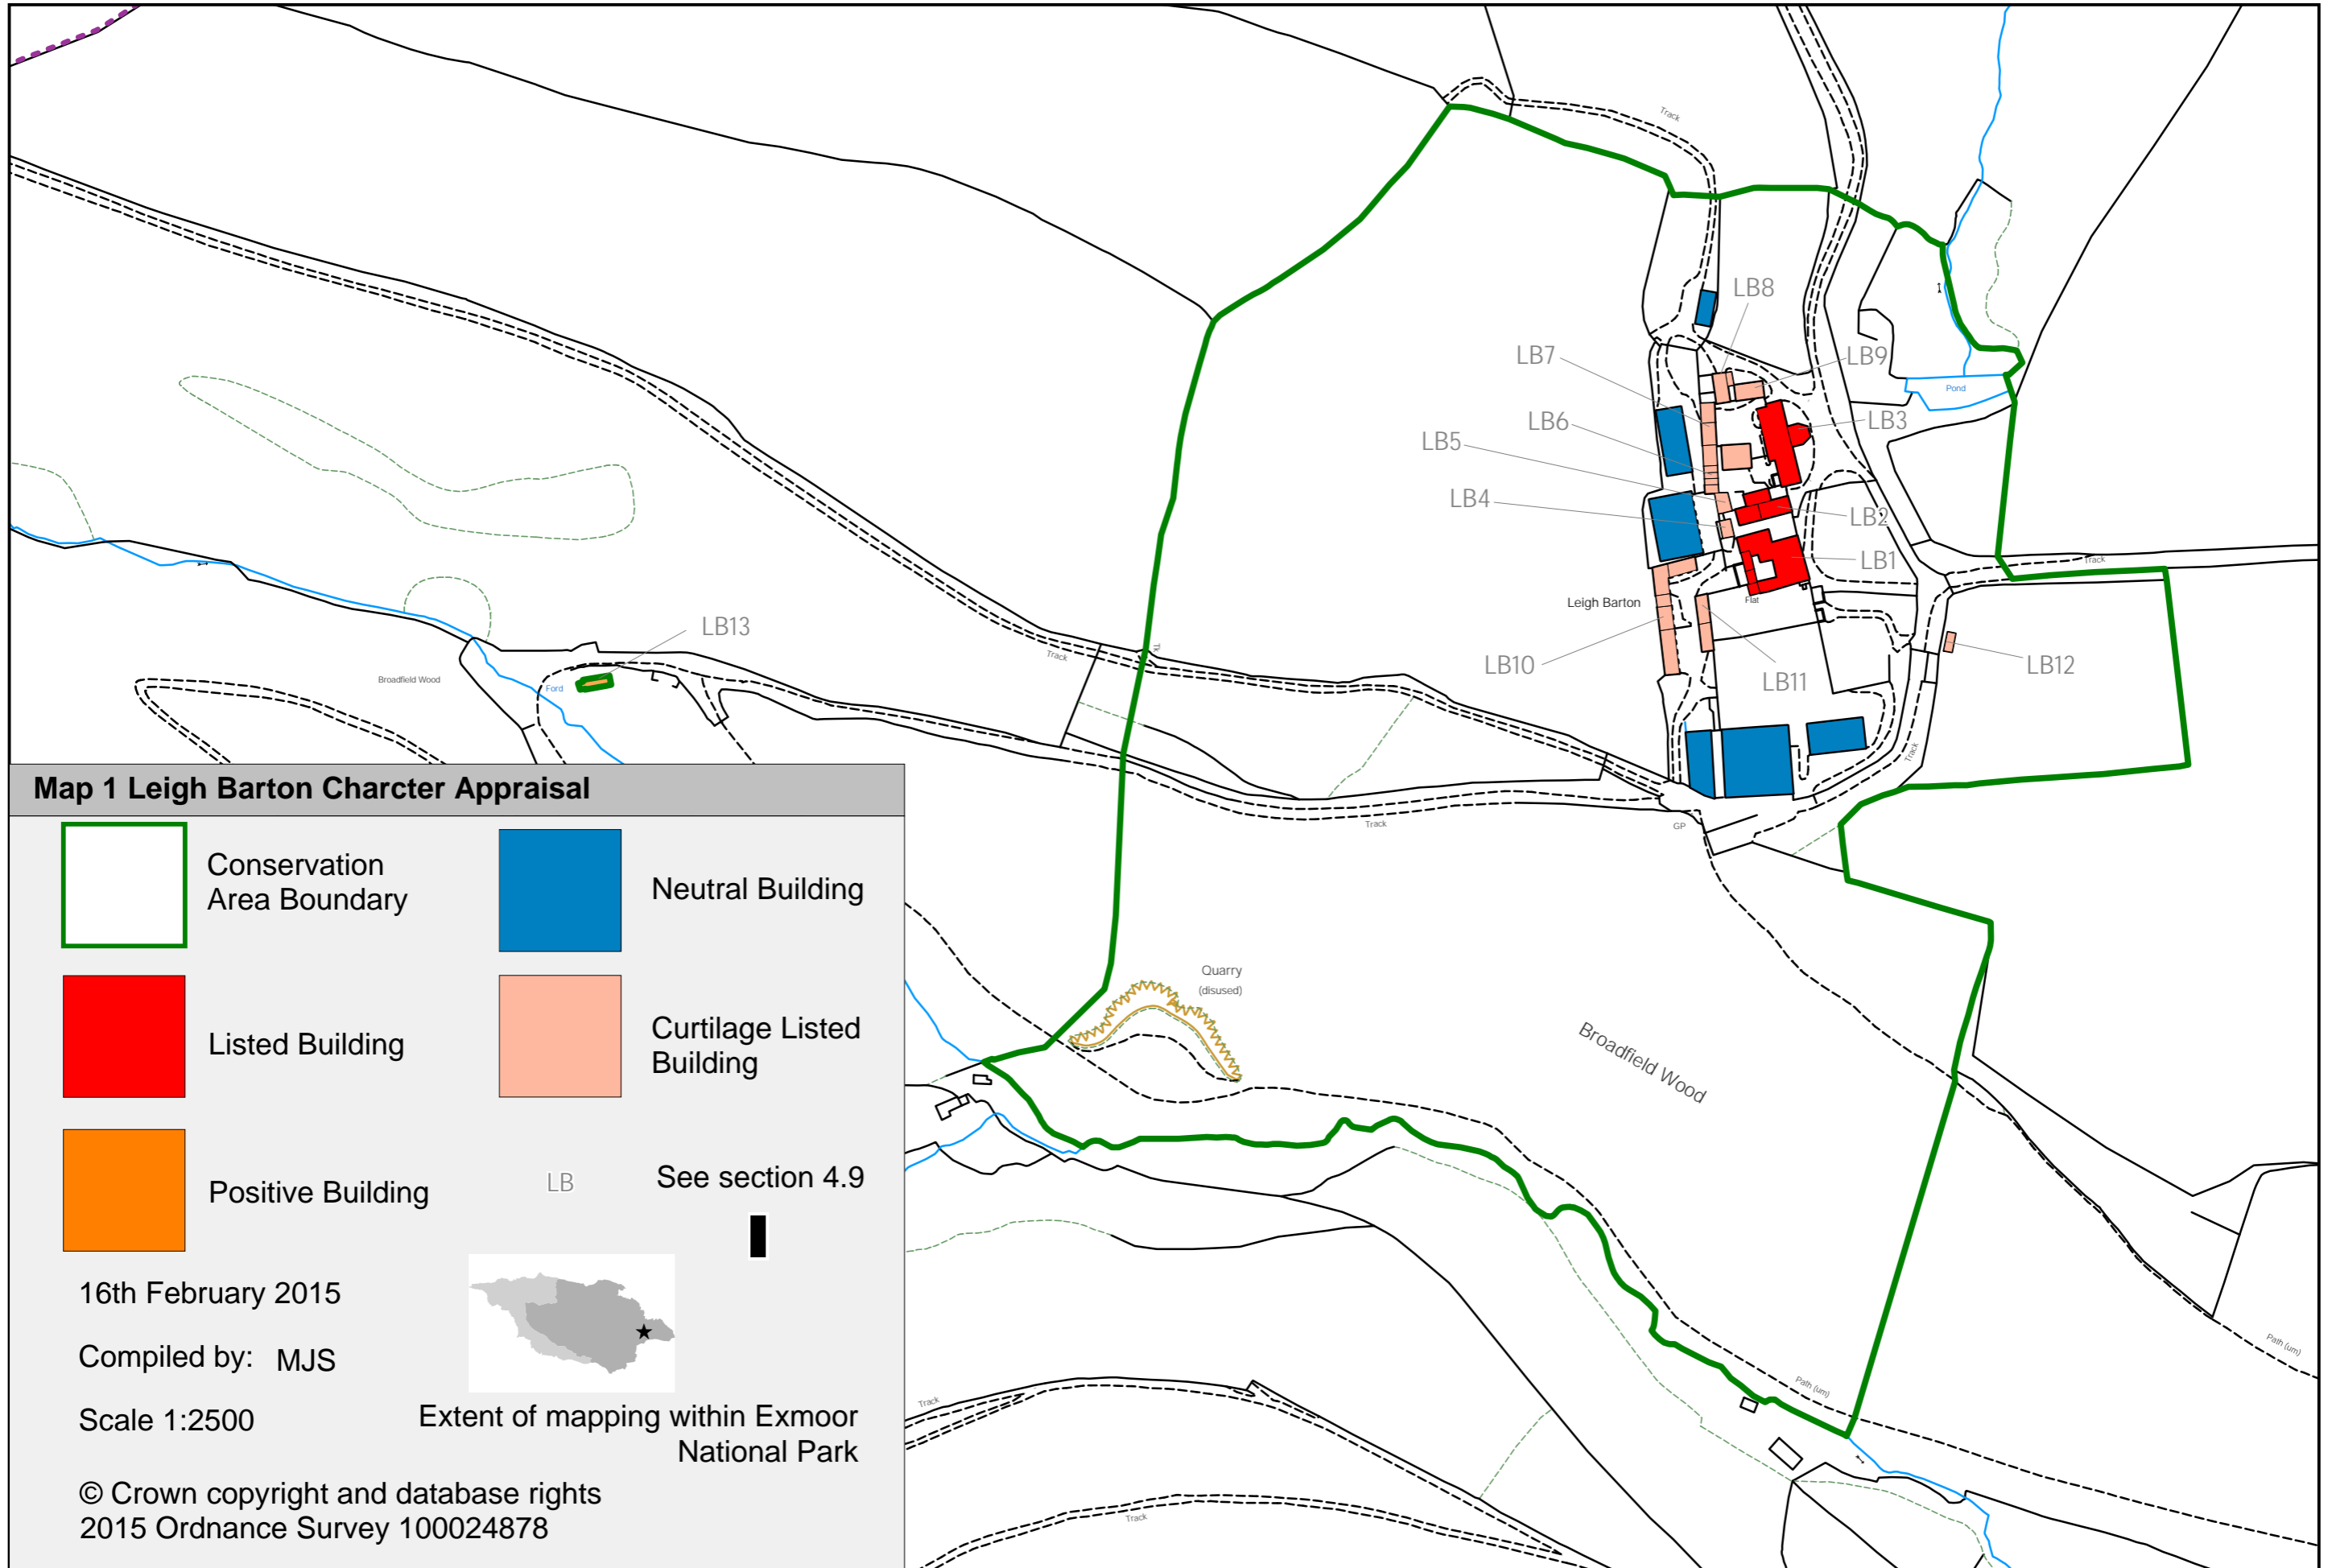 Track
LB8
LB7
LB9
Pond
LB6
LB3
LB5
LB4
LB2
LB1
Track
Leigh Barton
Flat
LB13
Track
Tk
LB10
LB11
LB12
Broadfield Wood
Ford
Track
Track
GP
Map 1 Leigh Barton Charcter Appraisal
Conservation
Area Boundary
Neutral Building
Listed Building
Curtilage Listed
Building
Positive Building
LB
See section 4.9
16th February 2015
Compiled by: MJS
Scale 1:2500
Extent of mapping within Exmoor
National Park
© Crown copyright and database rights
2015 Ordnance Survey 100024878
Quarry
(disused)
Broadfield Wood
Path (um)
Path (um)
Track
Track